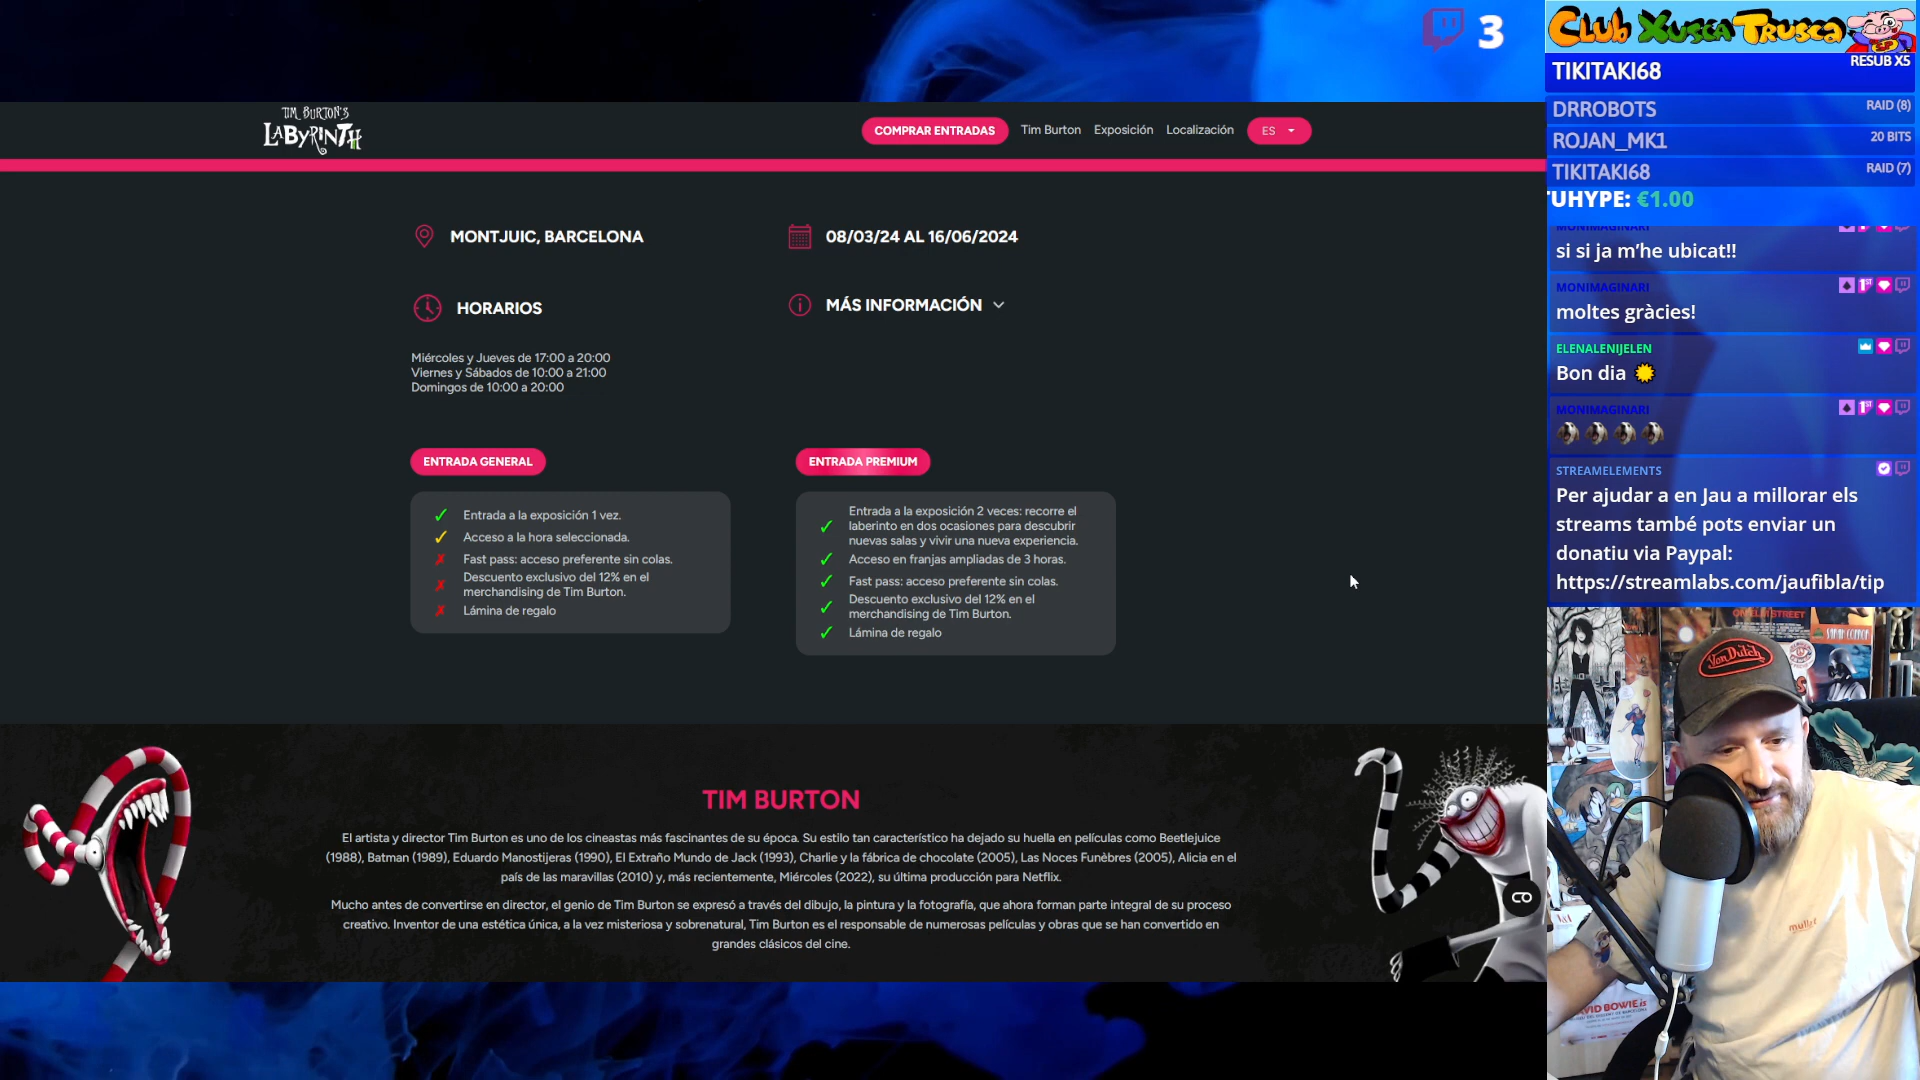 3
TIM BURTON'S
LABYRINTH
COMPRAR ENTRADAS
Tim Burton
Exposición
Localización
ES
MONTJUIC, BARCELONA
08/03/24 AL 16/06/2024
HORARIOS
MÁS INFORMACIÓN
Miércoles y Jueves de 17:00 a 20:00
Viernes y Sábados de 10:00 a 21:00
Domingos de 10:00 a 20:00
ENTRADA GENERAL
Entrada a la exposición 1 vez.
Acceso a la hora seleccionada.
Fast pass: acceso preferente sin colas.
Descuento exclusivo del 12% en el
merchandising de Tim Burton.
Lámina de regalo
ENTRADA PREMIUM
Entrada a la exposición 2 veces: recorre el
laberinto en dos ocasiones para descubrir
nuevas salas y vivir una nueva experiencia.
Acceso en franjas ampliadas de 3 horas.
Fast pass: acceso preferente sin colas.
Descuento exclusivo del 12% en el
merchandising de Tim Burton.
Lámina de regalo
TIM BURTON
El artista y director Tim Burton es uno de los cineastas más fascinantes de su época. Su estilo tan característico ha dejado su huella en películas como Beetlejuice
(1988), Batman (1989), Eduardo Manostijeras (1990), El Extraño Mundo de Jack (1993), Charlie y la fábrica de chocolate (2005), Las Noces Funèbres (2005), Alicia en el
país de las maravillas (2010) y, más recientemente, Miércoles (2022), su última producción para Netflix.
Mucho antes de convertirse en director, el genio de Tim Burton se expresó a través del dibujo, la pintura y la fotografía, que ahora forman parte integral de su proceso
creativo. Inventor de una estética única, a la vez misteriosa y sobrenatural, Tim Burton es el responsable de numerosas películas y obras que se han convertido en
grandes clásicos del cine.
Club Xusca Trusca
TIKITAKI68
RESUB X5
DRROBOTS
RAID (8)
ROJAN_MK1
20 BITS
TIKITAKI68
RAID (7)
TUHYPE: €1.00
MONIMAGINARI
si si ja m'he ubicat!!
MONIMAGINARI
moltes gràcies!
ELENALENIJELEN
Bon dia
MONIMAGINARI
STREAMELEMENTS
Per ajudar a en Jau a millorar els
streams també pots enviar un
donatiu via Paypal:
https://streamlabs.com/jaufibla/tip
ELM STREET
SARAH CONNOR
Von Dutch
V&A
mullet
DAVID BOWIE is